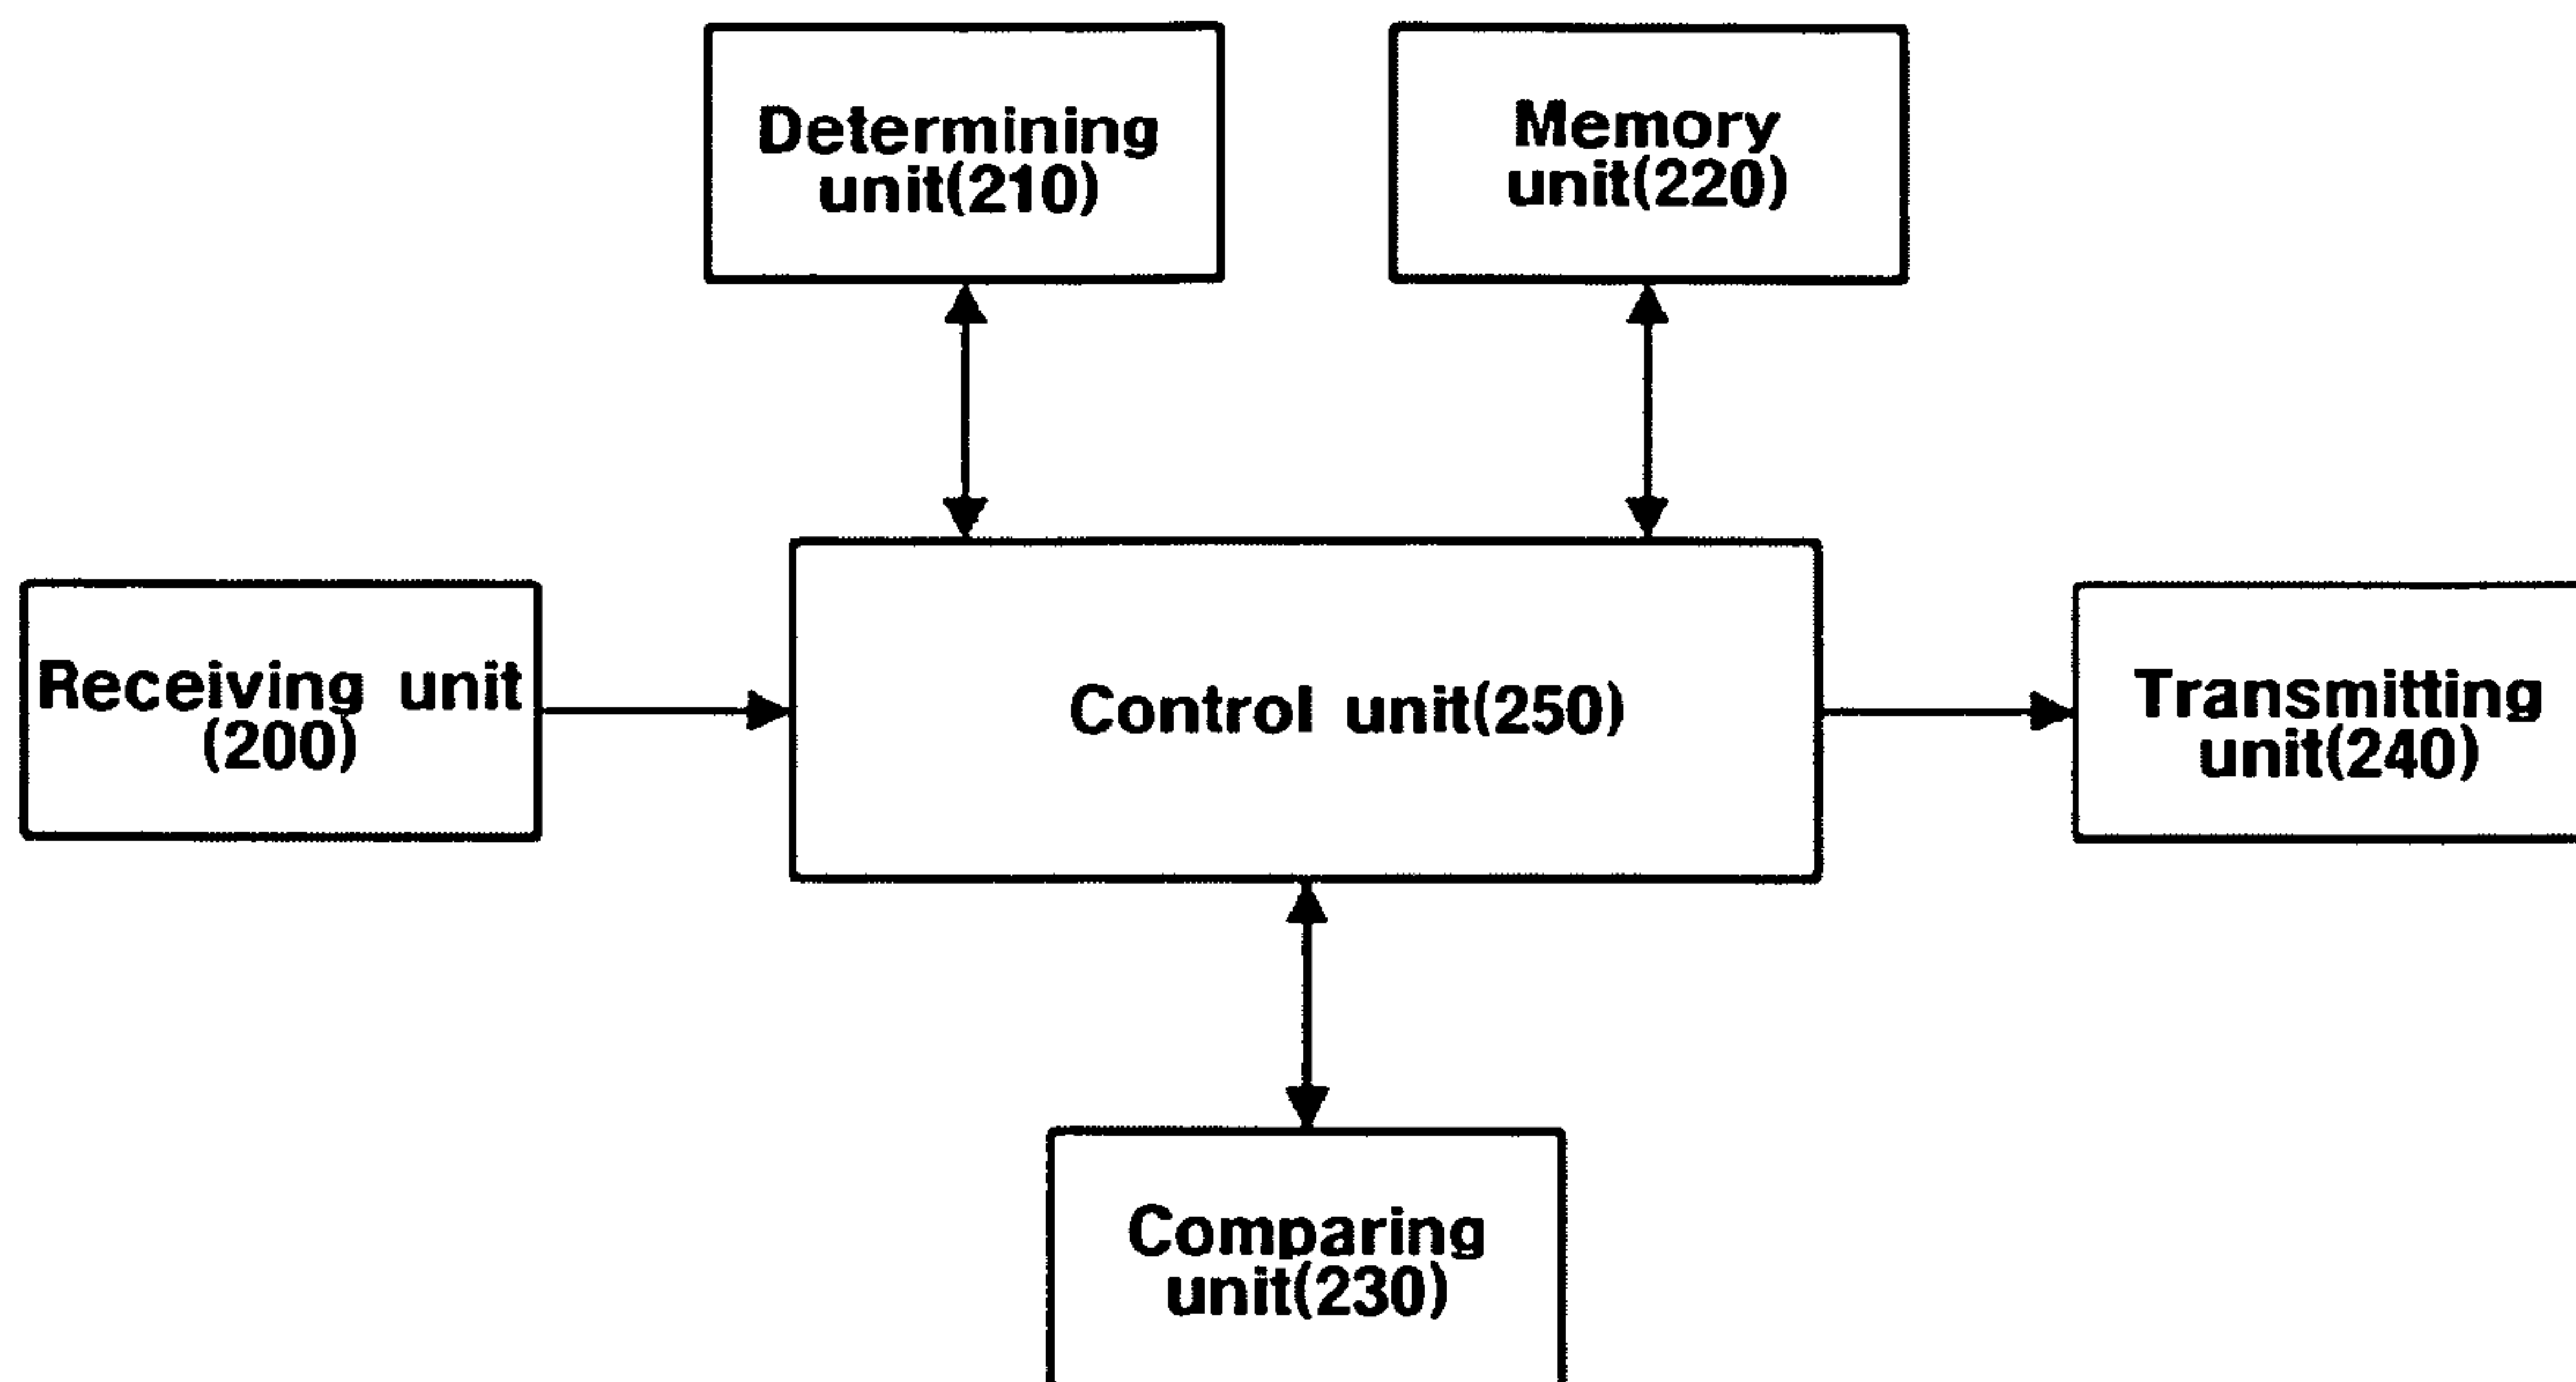 Determining
unit(210)
Memory
unit(220)
Receiving unit
(200)
Control unit(250)
Transmitting
unit(240)
Comparing
unit(230)